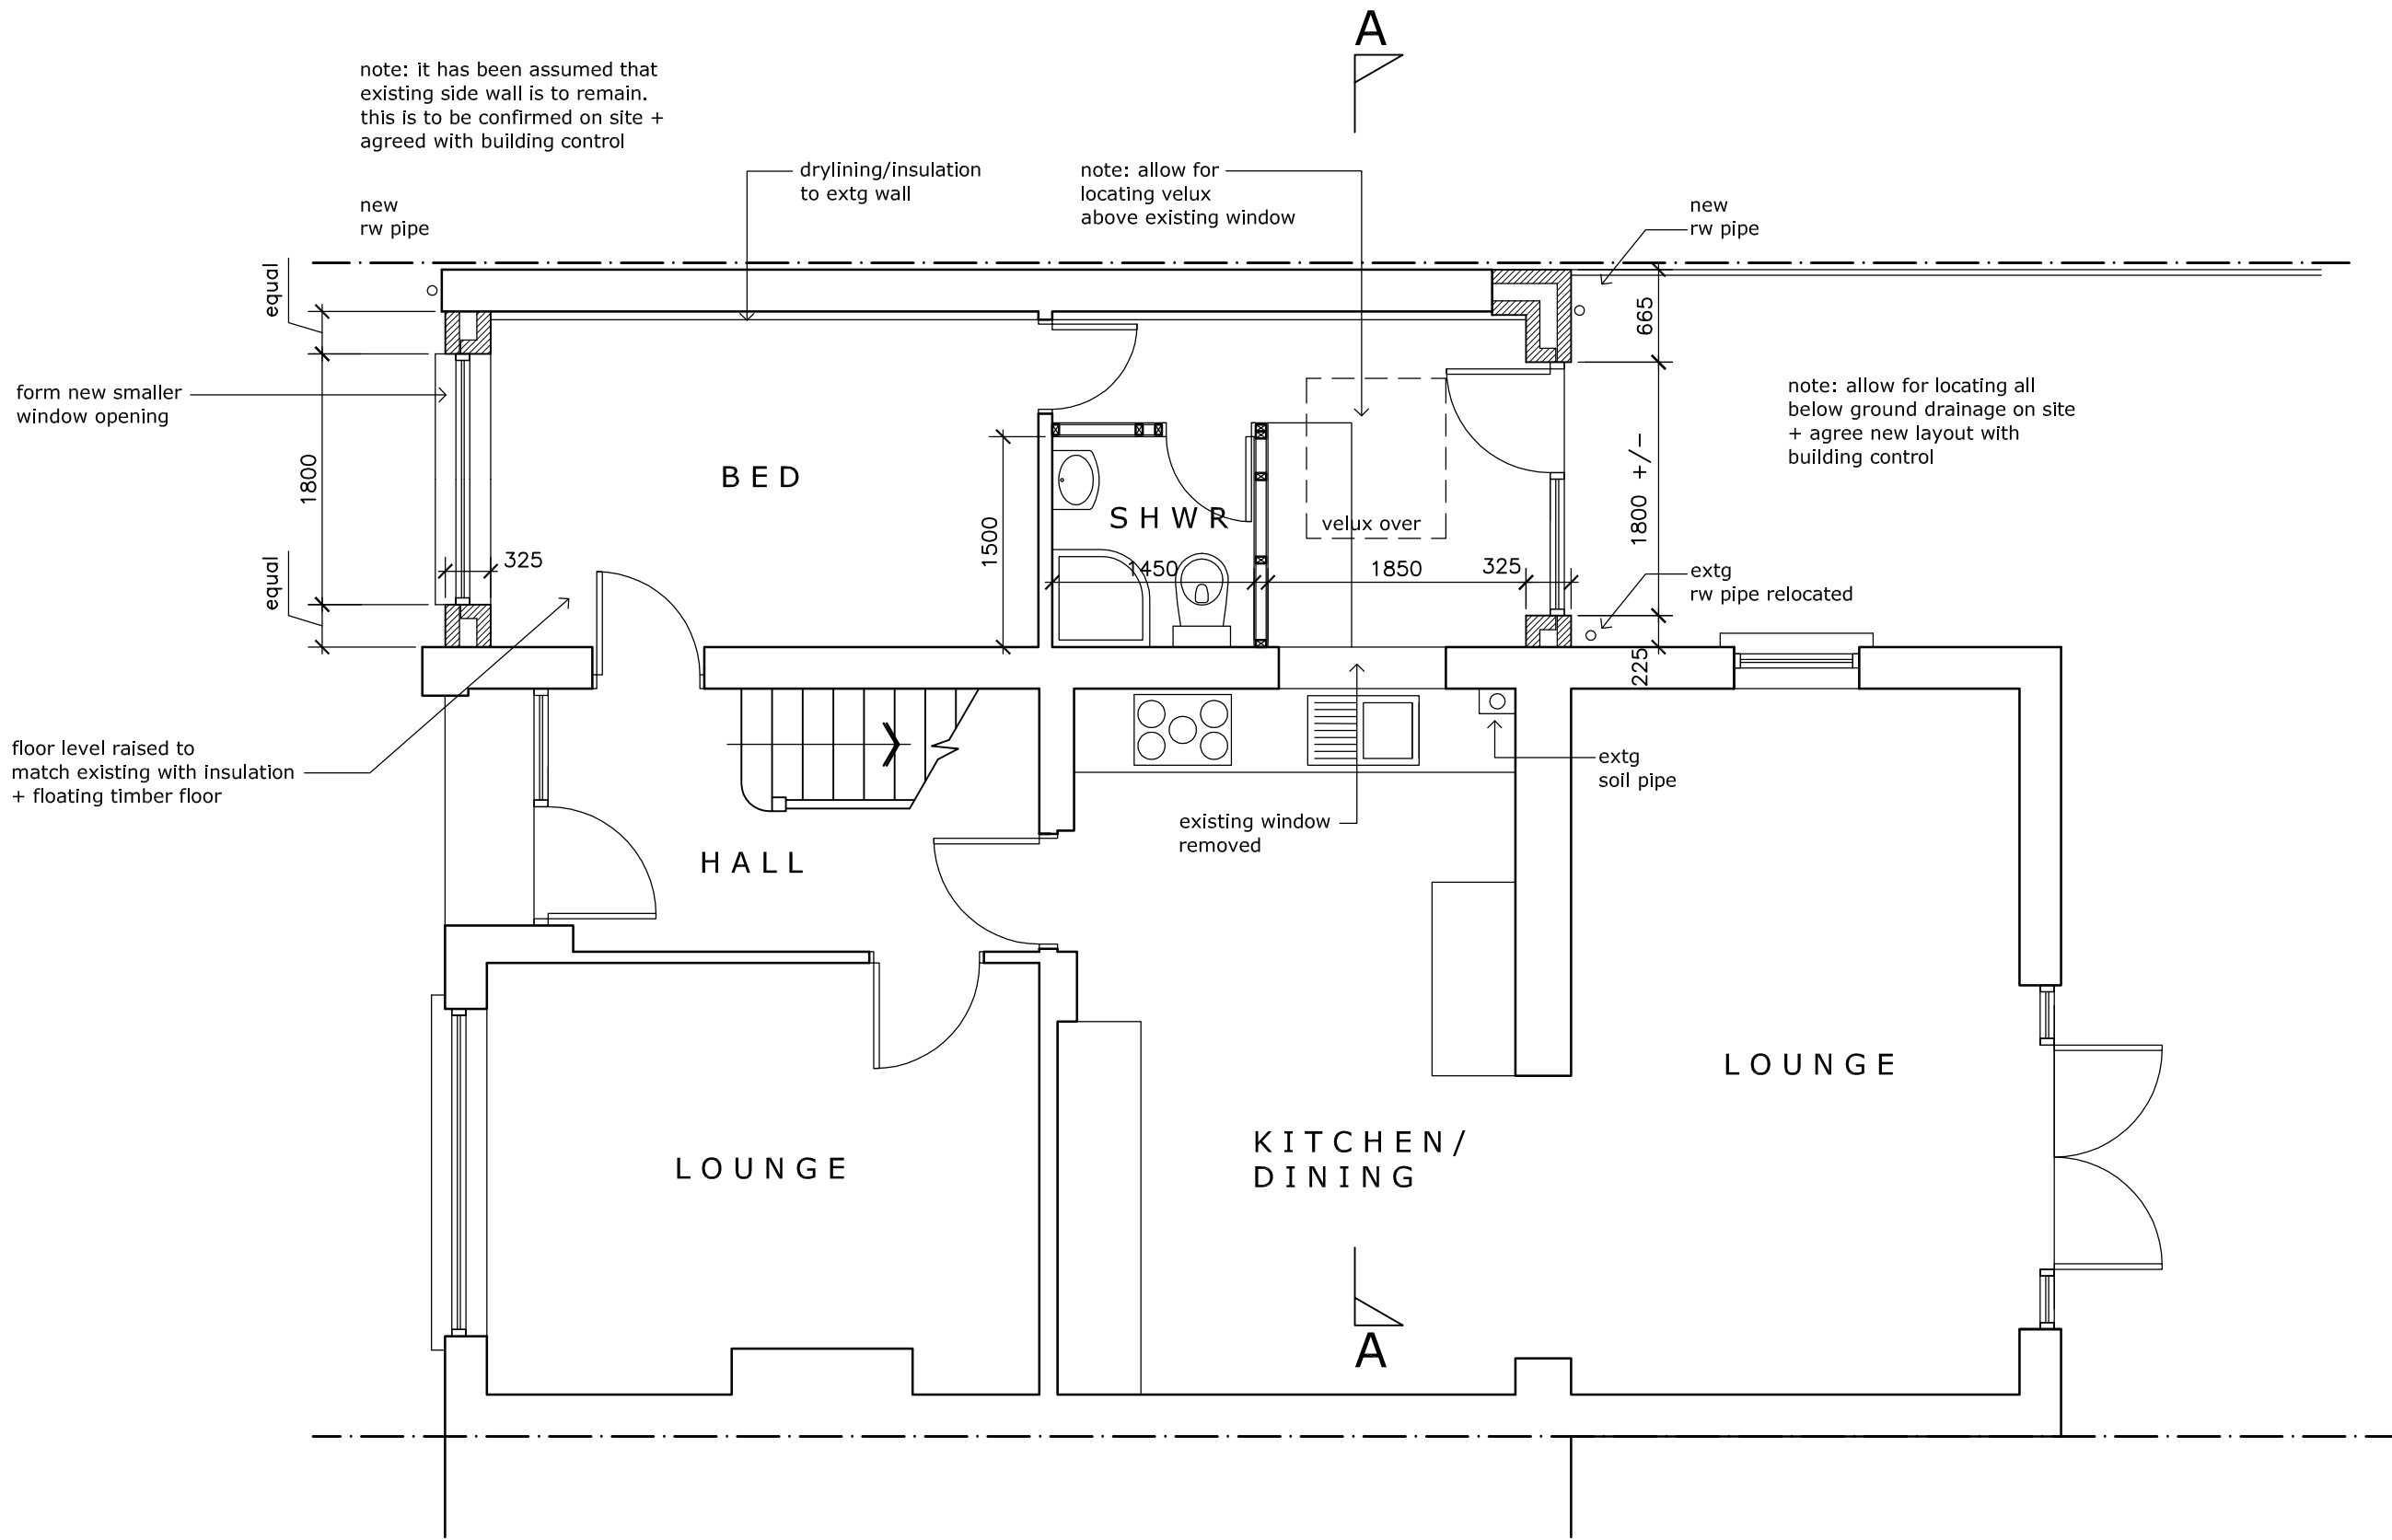 A
note: it has been assumed that
existing side wall is to remain.
this is to be confirmed on site +
agreed with building control
drylining/insulation
to extg wall
note: allow for
locating velux
above existing window
new
rw pipe
new
rw pipe
equal
665
form new smaller
window opening
note: allow for locating all
below ground drainage on site
+ agree new layout with
building control
1800
BED
1500
SHWR
velux over
1800 +/-
equal
325
1450
1850
325
extg
rw pipe relocated
225
floor level raised to
match existing with insulation
+ floating timber floor
extg
soil pipe
existing window
removed
HALL
LOUNGE
KITCHEN/
DINING
LOUNGE
A